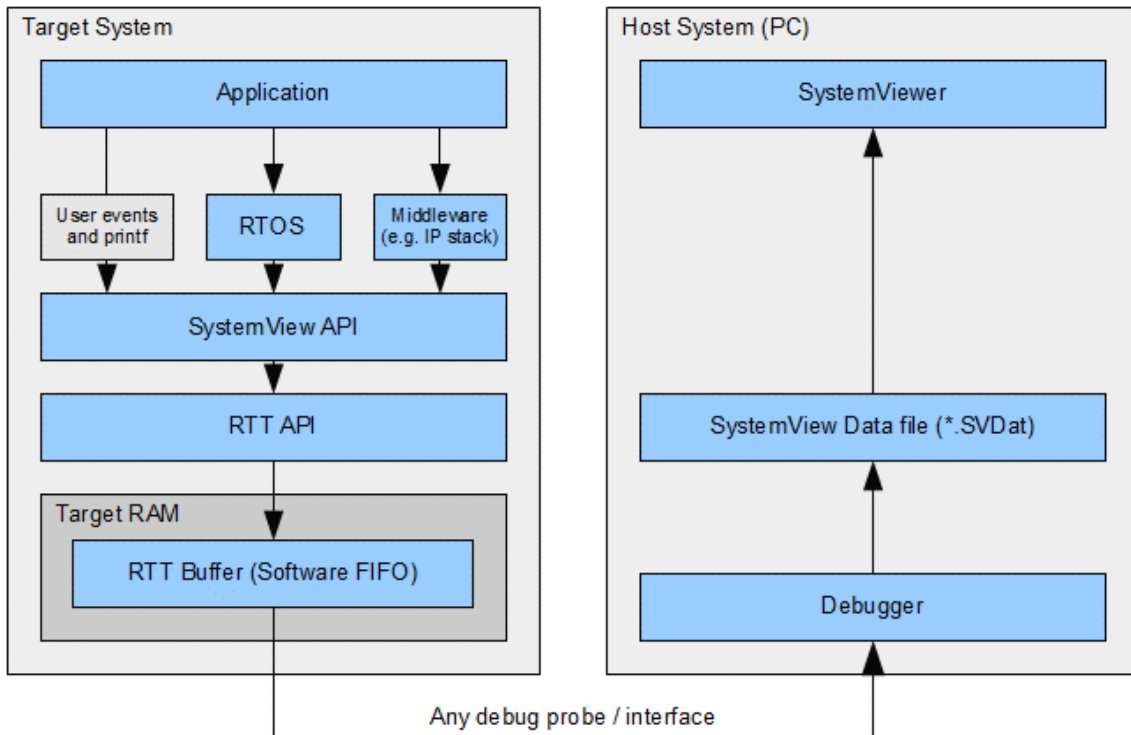 Target System
Application
User events
and printf
RTOS
Middleware
(e.g. IP stack)
SystemView API
RTT API
Target RAM
RTT Buffer (Software FIFO)
Host System (PC)
SystemViewer
SystemView Data file (*.SVDat)
Debugger
Any debug probe / interface